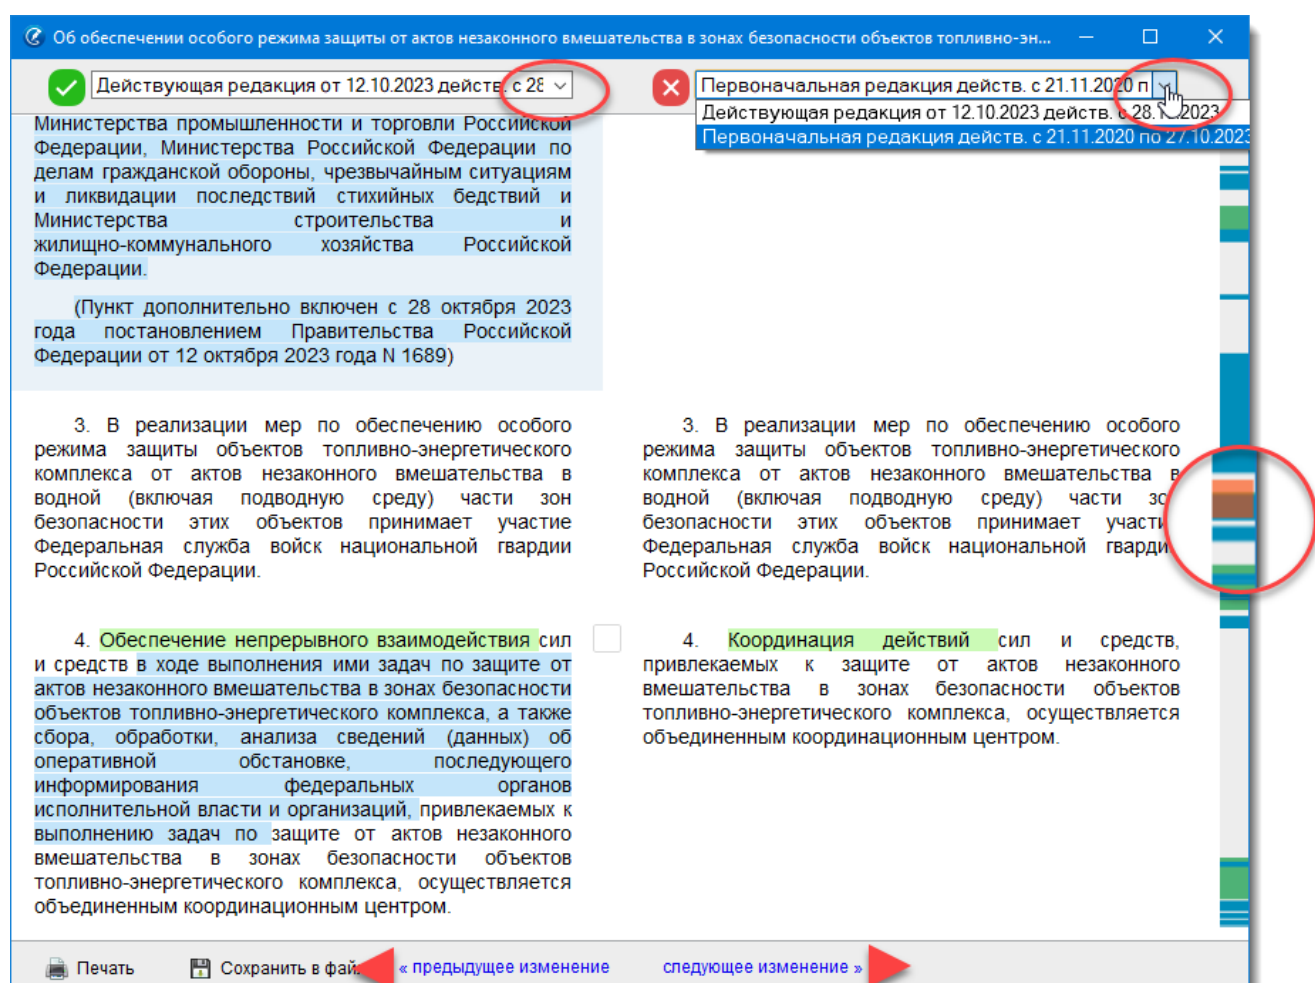 Об обеспечении особого режима защиты от актов незаконного вмешательства в зонах безопасности объектов топливно-эн...
Действующая редакция от 12.10.2023 действ. с 28
Первоначальная редакция действ. с 21.11.2020 п
Действующая редакция от 12.10.2023 действ. с 28.10.2023
Первоначальная редакция действ. с 21.11.2020 по 27.10.2023
Министерства промышленности и торговли Российской
Федерации, Министерства Российской Федерации по
делам гражданской обороны, чрезвычайным ситуациям
и ликвидации последствий стихийных бедствий и
Министерства строительства и
жилищно-коммунального хозяйства Российской
Федерации.
(Пункт дополнительно включен с 28 октября 2023
года постановлением Правительства Российской
Федерации от 12 октября 2023 года N 1689)
3. В реализации мер по обеспечению особого
режима защиты объектов топливно-энергетического
комплекса от актов незаконного вмешательства в
водной (включая подводную среду) части зон
безопасности этих объектов принимает участие
Федеральная служба войск национальной гвардии
Российской Федерации.
4. Обеспечение непрерывного взаимодействия сил
и средств в ходе выполнения ими задач по защите от
актов незаконного вмешательства в зонах безопасности
объектов топливно-энергетического комплекса, а также
сбора, обработки, анализа сведений (данных) об
оперативной обстановке, последующего
информирования федеральных органов
исполнительной власти и организаций, привлекаемых к
выполнению задач по защите от актов незаконного
вмешательства в зонах безопасности объектов
топливно-энергетического комплекса, осуществляется
объединенным координационным центром.
3. В реализации мер по обеспечению особого
режима защиты объектов топливно-энергетического
комплекса от актов незаконного вмешательства в
водной (включая подводную среду) части зо
безопасности этих объектов принимает участи
Федеральная служба войск национальной гварди
Российской Федерации.
4. Координация действий сил и средств,
привлекаемых к защите от актов незаконного
вмешательства в зонах безопасности объектов
топливно-энергетического комплекса, осуществляется
объединенным координационным центром.
Печать
Сохранить в фай
« предыдущее изменение
следующее изменение »